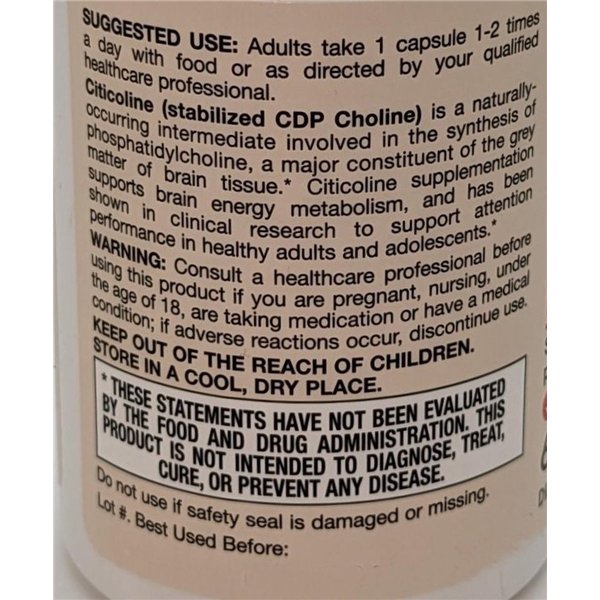 SUGGESTED USE: Adults take 1 capsule 1-2 times
a day with food or as directed by your qualified
healthcare professional.
Citicoline (stabilized CDP Choline) is a naturally-
occurring intermediate involved in the synthesis of
phosphatidylcholine, a major constituent of the grey
matter of brain tissue.* Citicoline supplementation
supports brain energy metabolism, and has been
shown in clinical research to support attention
performance in healthy adults and adolescents.*
WARNING: Consult a healthcare professional before
using this product if you are pregnant, nursing, under
the age of 18, are taking medication or have a medical
condition; if adverse reactions occur, discontinue use.
KEEP OUT OF THE REACH OF CHILDREN.
STORE IN A COOL, DRY PLACE.
* THESE STATEMENTS HAVE NOT BEEN EVALUATED
BY THE FOOD AND DRUG ADMINISTRATION. THIS
PRODUCT IS NOT INTENDED TO DIAGNOSE, TREAT,
CURE, OR PREVENT ANY DISEASE.
Do not use if safety seal is damaged or missing.
Lot #. Best Used Before: